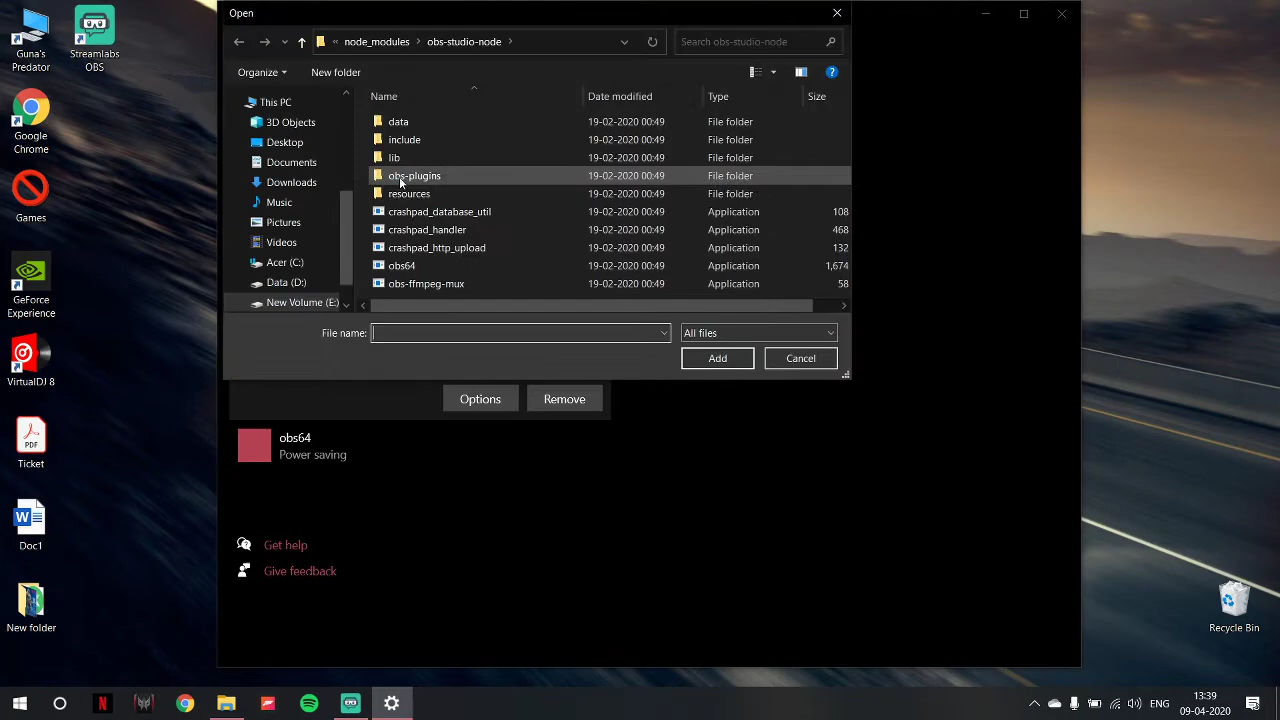 Guna's
Predator
Streamlabs
OBS
Google
Chrome
Games
GeForce
Experience
VirtualDJ 8
PDF
Ticket
Doc1
New folder
Open
« node_modules › obs-studio-node ›
Search obs-studio-node
Organize
New folder
Name Date modified Type Size
This PC
3D Objects
Desktop
Documents
Downloads
Music
Pictures
Videos
Acer (C:)
Data (D:)
New Volume (E:)
data 19-02-2020 00:49 File folder
include 19-02-2020 00:49 File folder
lib 19-02-2020 00:49 File folder
obs-plugins 19-02-2020 00:49 File folder
resources 19-02-2020 00:49 File folder
crashpad_database_util 19-02-2020 00:49 Application 108
crashpad_handler 19-02-2020 00:49 Application 468
crashpad_http_upload 19-02-2020 00:49 Application 132
obs64 19-02-2020 00:49 Application 1,674
obs-ffmpeg-mux 19-02-2020 00:49 Application 58
File name:
All files
Add
Cancel
Options
Remove
obs64
Power saving
Get help
Give feedback
Recycle Bin
ENG
13:39
09-04-2020